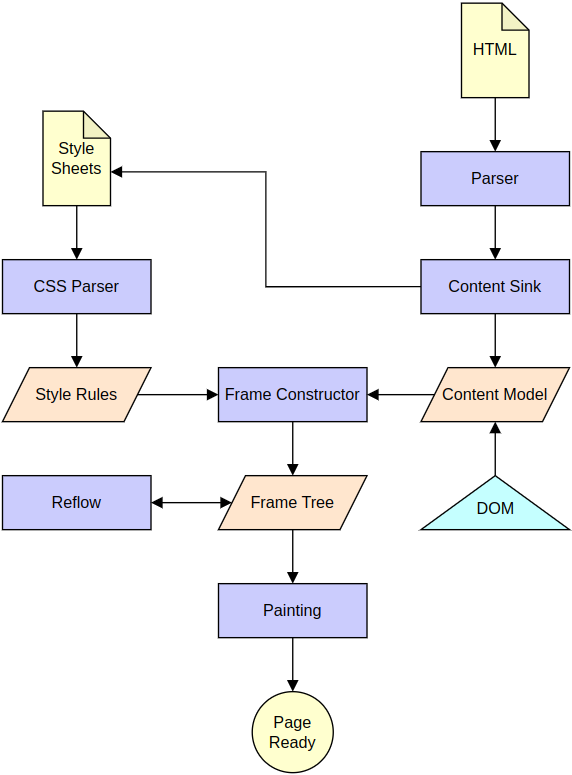 HTML
Style
Sheets
Parser
CSS Parser
Content Sink
Style Rules
Frame Constructor
Content Model
Reflow
Frame Tree
DOM
Painting
Page
Ready